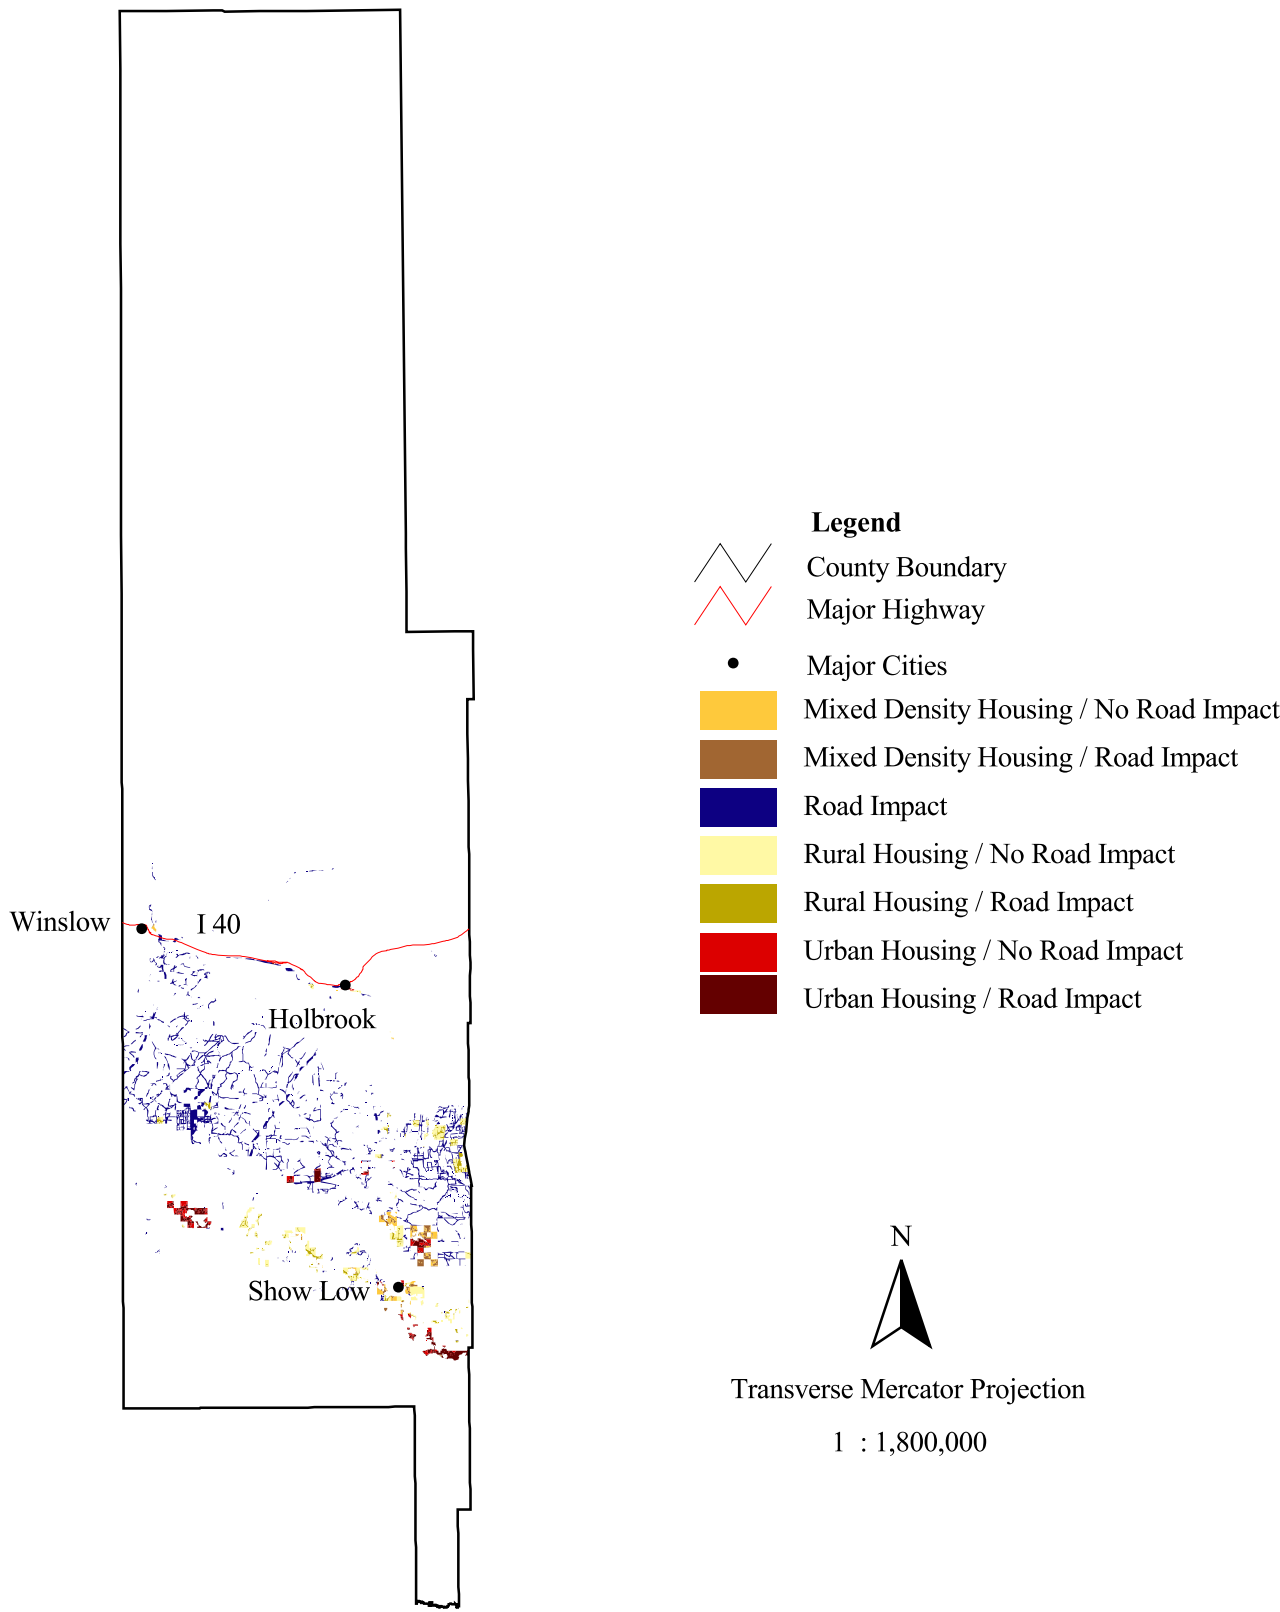 Legend
County Boundary
Major Highway
Major Cities
Mixed Density Housing / No Road Impact
Mixed Density Housing / Road Impact
Road Impact
Rural Housing / No Road Impact
Rural Housing / Road Impact
Urban Housing / No Road Impact
Urban Housing / Road Impact
Winslow
I 40
Holbrook
Show Low
N
Transverse Mercator Projection
1 : 1,800,000